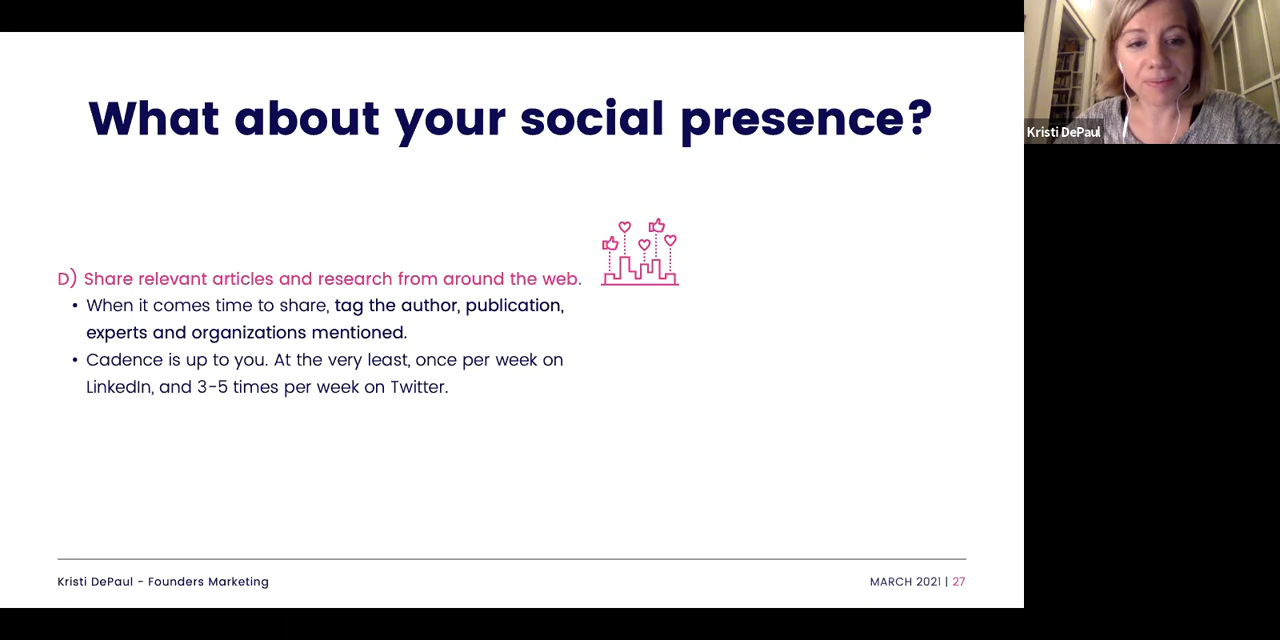 What about your social presence?
Kristi DePaul
D) Share relevant articles and research from around the web.
• When it comes time to share, tag the author, publication,
experts and organizations mentioned.
• Cadence is up to you. At the very least, once per week on
LinkedIn, and 3-5 times per week on Twitter.
Kristi DePaul - Founders Marketing
MARCH 2021 | 27